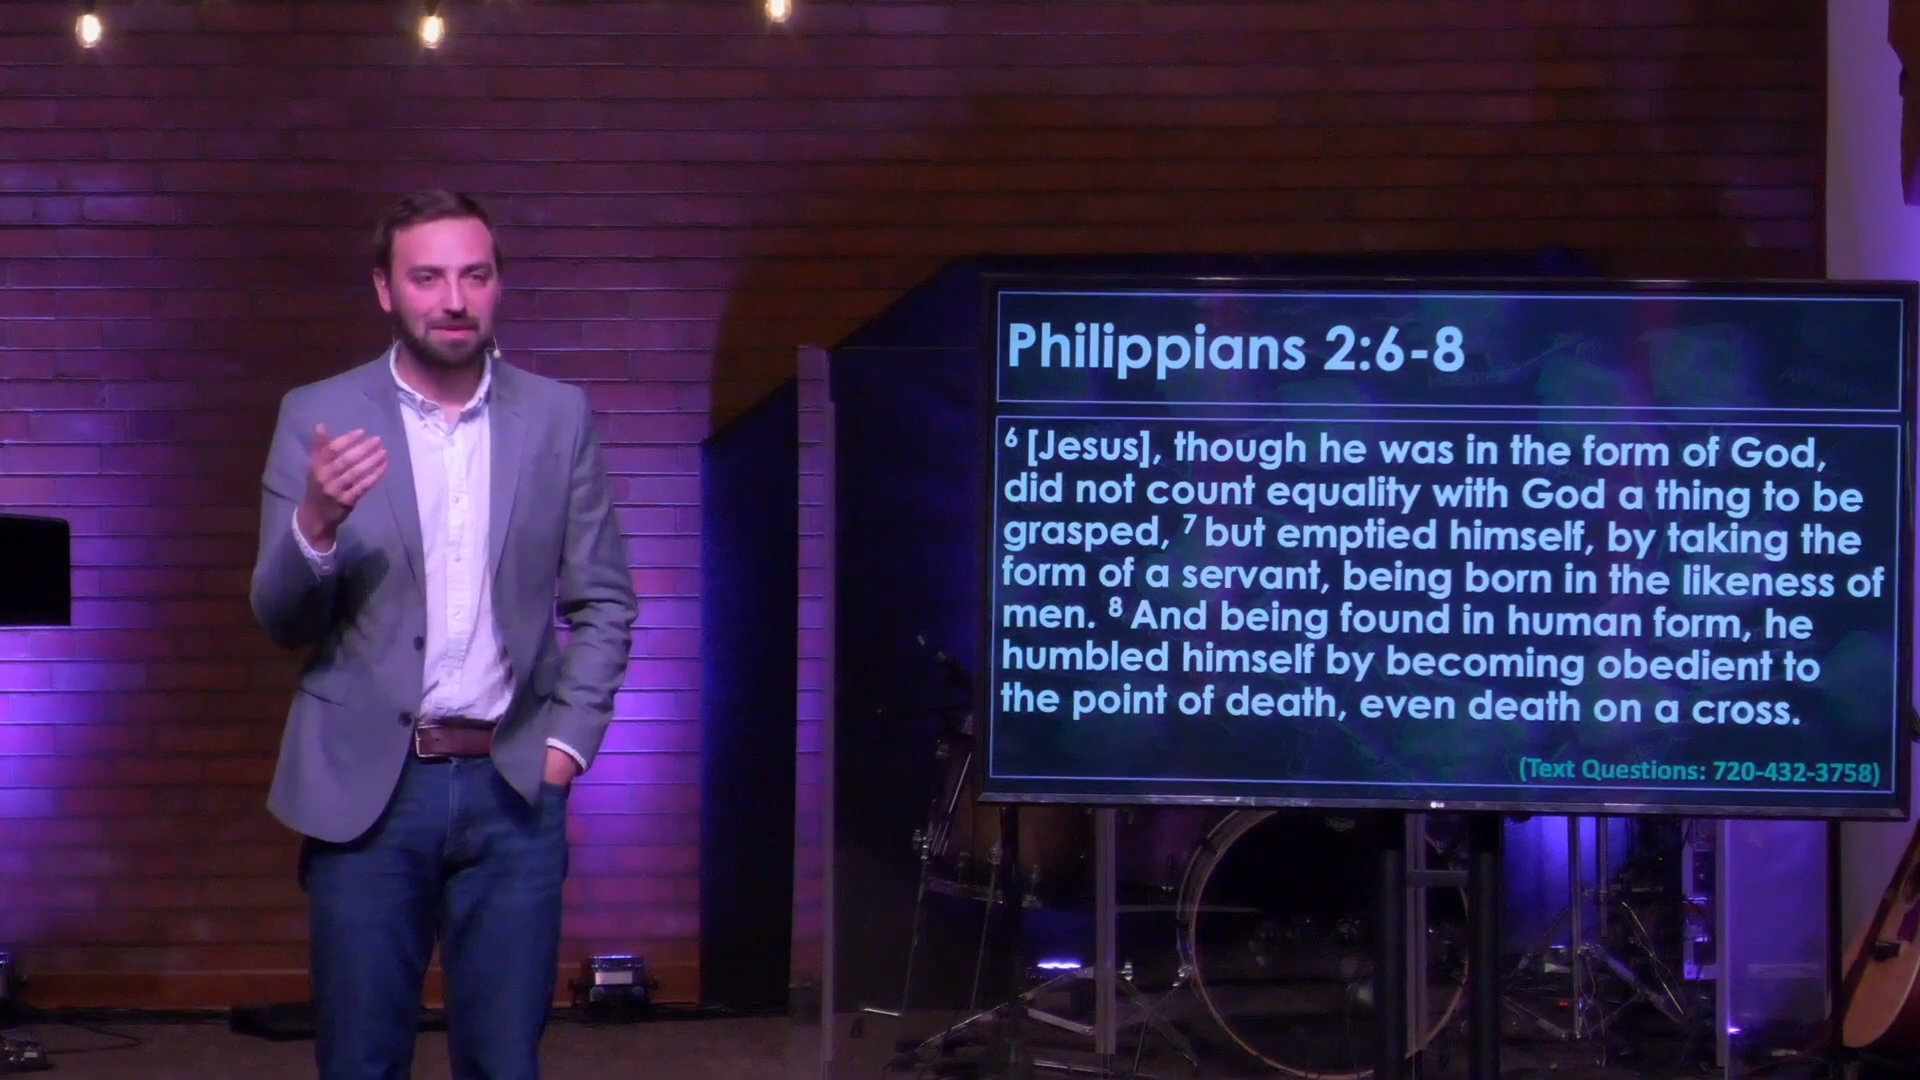 Philippians 2:6-8
6 [Jesus], though he was in the form of God,
did not count equality with God a thing to be
grasped, 7 but emptied himself, by taking the
form of a servant, being born in the likeness of
men. 8 And being found in human form, he
humbled himself by becoming obedient to
the point of death, even death on a cross.
(Text Questions: 720-432-3758)
LG